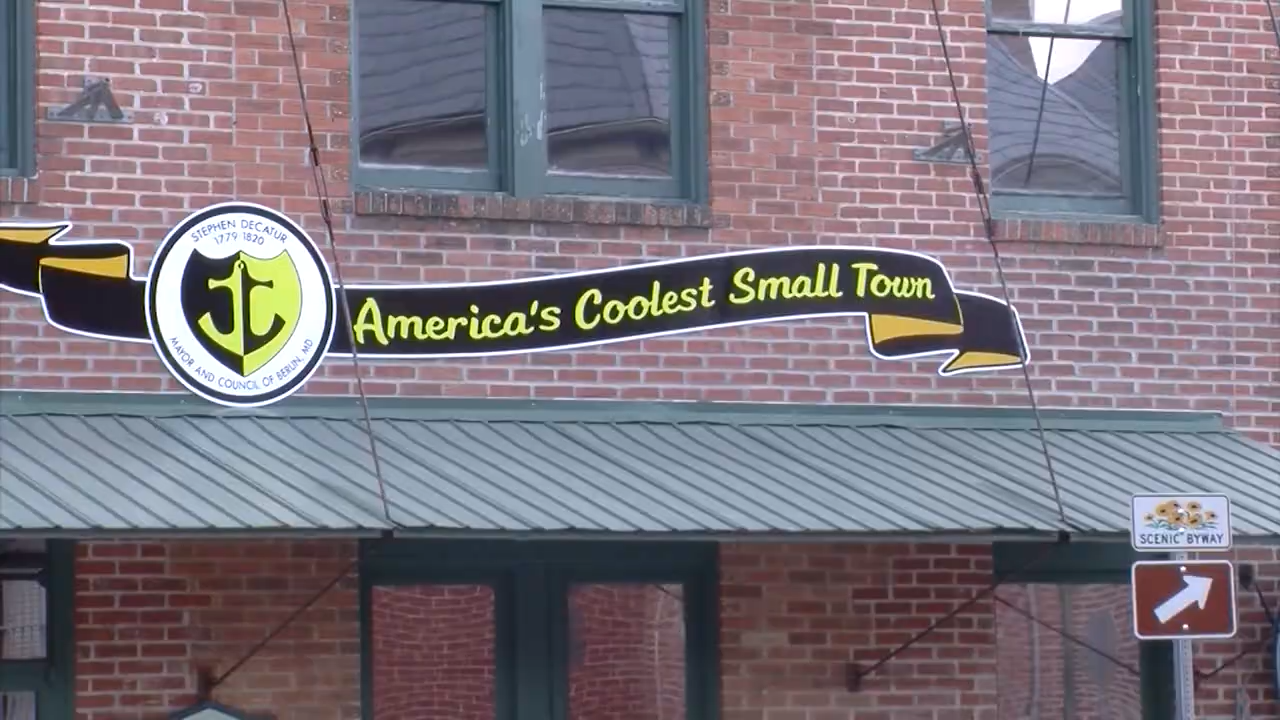 STEPHEN DECATUR
1779 1820
MAYOR AND COUNCIL OF BERLIN, MD
America's Coolest Small Town
SCENIC BYWAY